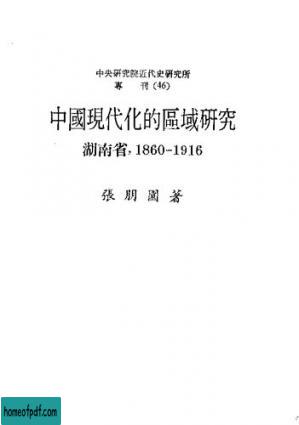 中央研究院近代史研究所
專刊(46)
中國現代化的區域研究
湖南省,1860-1916
張朋園著
homeofpdf.com